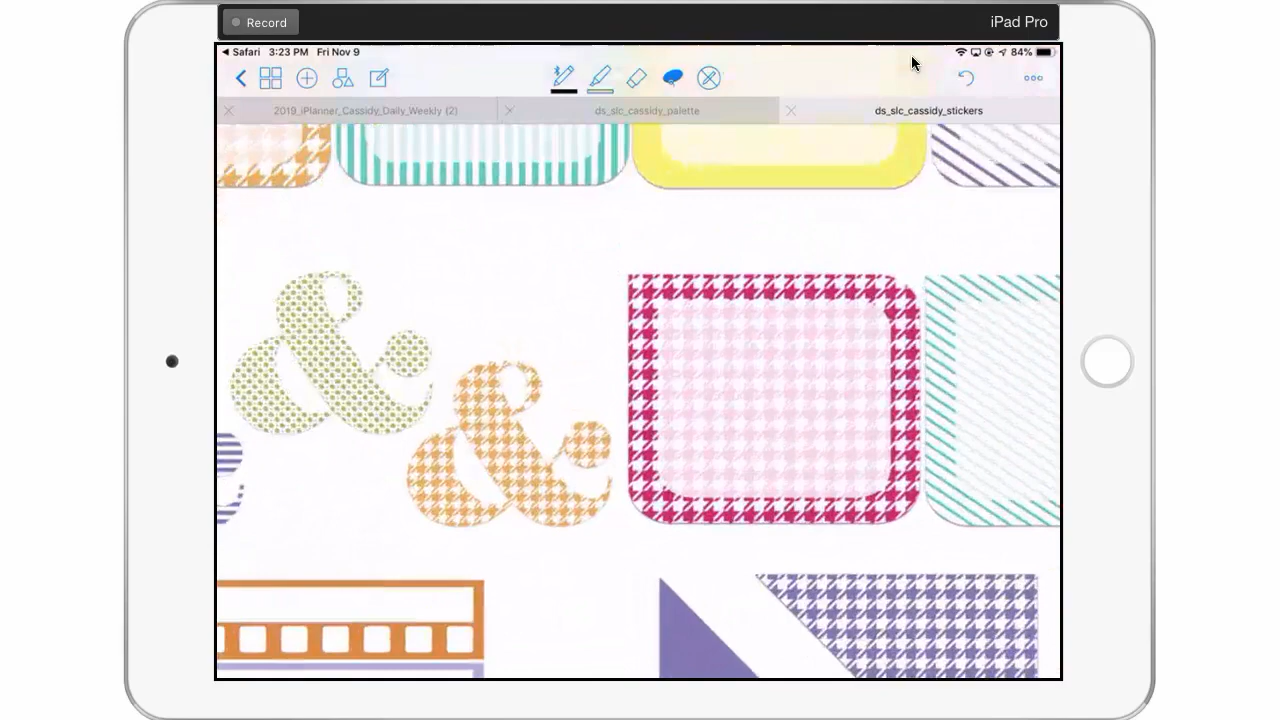 Record
iPad Pro
Safari 3:23 PM Fri Nov 9
84%
2019_iPlanner_Cassidy_Daily_Weekly (2)
ds_slc_cassidy_palette
ds_slc_cassidy_stickers
&
&